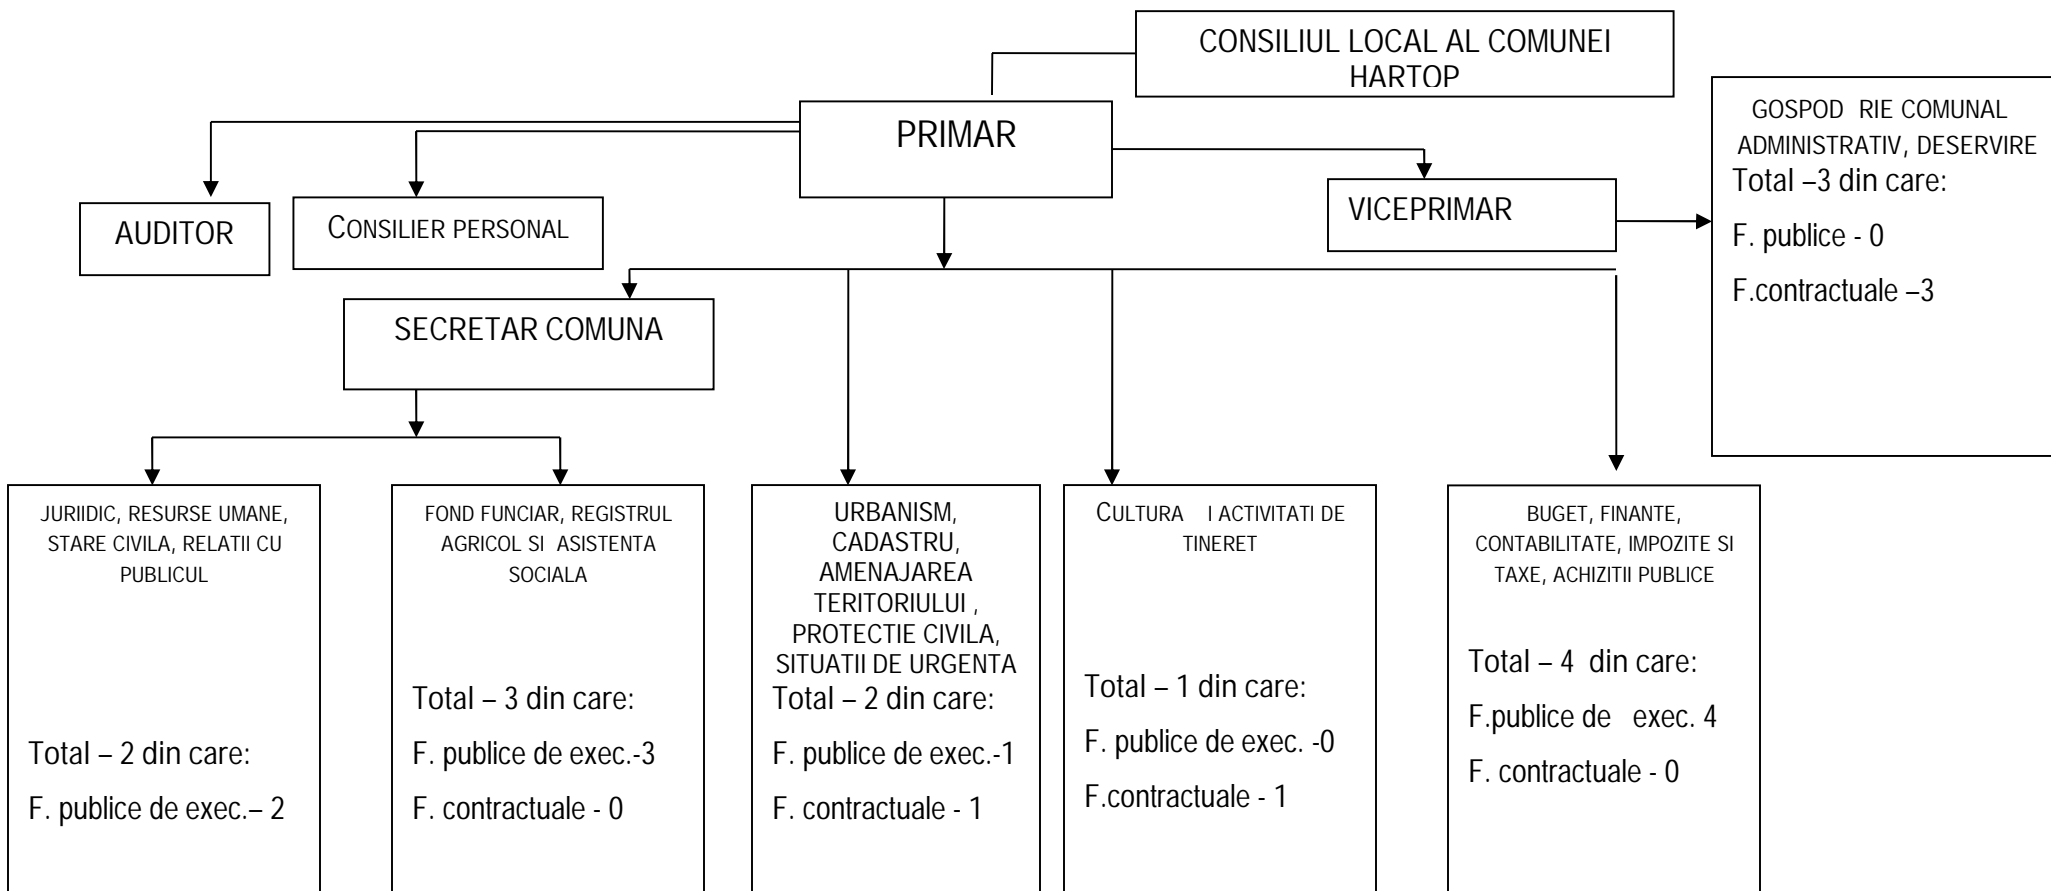 CONSILIUL LOCAL AL COMUNEI
HARTOP
PRIMAR
GOSPOD RIE COMUNAL
ADMINISTRATIV, DESERVIRE
Total –3 din care:
F. publice - 0
F.contractuale –3
AUDITOR
CONSILIER PERSONAL
VICEPRIMAR
SECRETAR COMUNA
JURIIDIC, RESURSE UMANE,
STARE CIVILA, RELATII CU
PUBLICUL
Total – 2 din care:
F. publice de exec.– 2
FOND FUNCIAR, REGISTRUL
AGRICOL SI ASISTENTA
SOCIALA
Total – 3 din care:
F. publice de exec.-3
F. contractuale - 0
URBANISM,
CADASTRU,
AMENAJAREA
TERITORIULUI ,
PROTECTIE CIVILA,
SITUATII DE URGENTA
Total – 2 din care:
F. publice de exec.-1
F. contractuale - 1
CULTURA I ACTIVITATI DE
TINERET
Total – 1 din care:
F. publice de exec. -0
F.contractuale - 1
BUGET, FINANTE,
CONTABILITATE, IMPOZITE SI
TAXE, ACHIZITII PUBLICE
Total – 4 din care:
F.publice de exec. 4
F. contractuale - 0